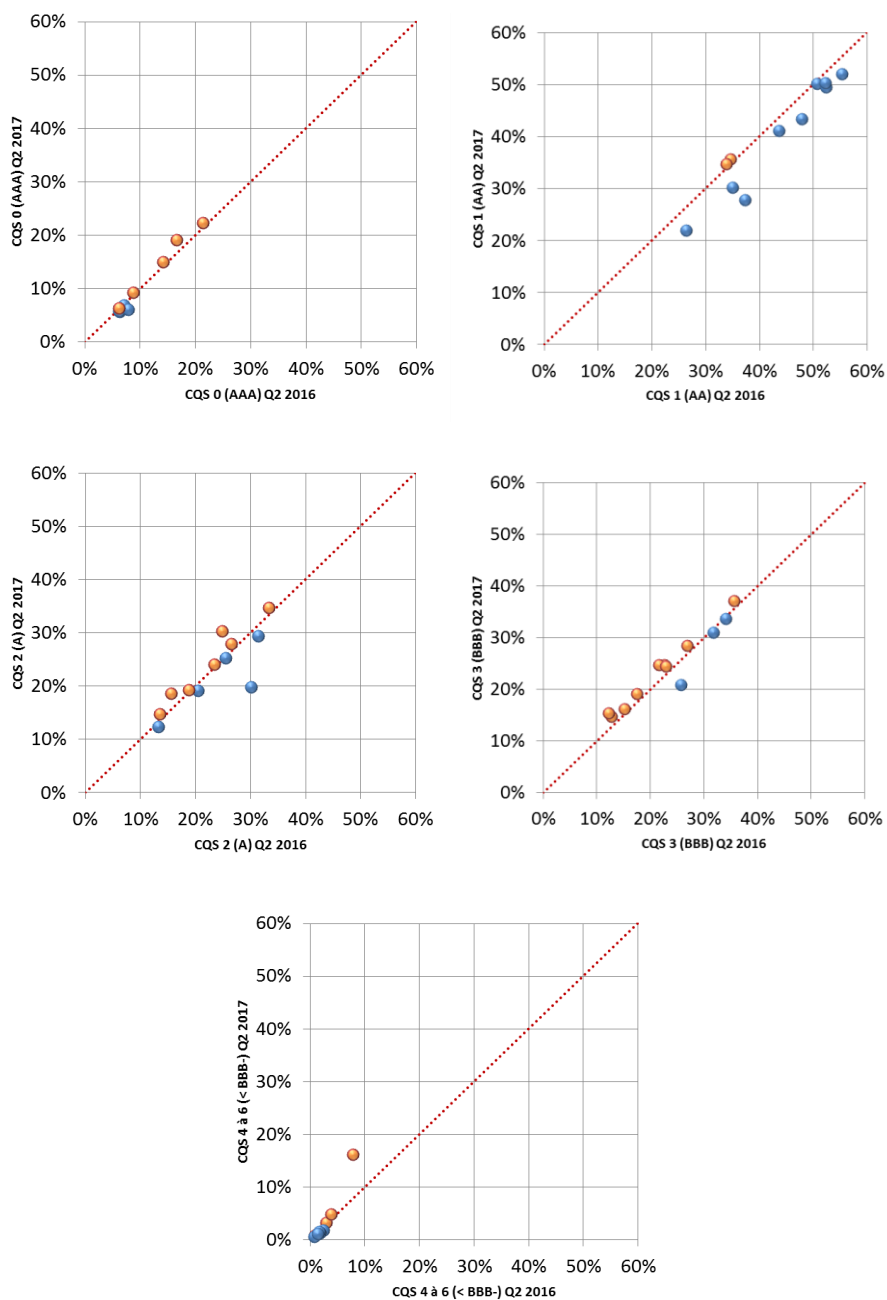 60%
50%
40%
30%
20%
10%
0%
CQS 0 (AAA) Q2 2017
0% 10% 20% 30% 40% 50% 60%
CQS 0 (AAA) Q2 2016
60%
50%
40%
30%
20%
10%
0%
CQS 1 (AA) Q2 2017
0% 10% 20% 30% 40% 50% 60%
CQS 1 (AA) Q2 2016
60%
50%
40%
30%
20%
10%
0%
CQS 2 (A) Q2 2017
0% 10% 20% 30% 40% 50% 60%
CQS 2 (A) Q2 2016
60%
50%
40%
30%
20%
10%
0%
CQS 3 (BBB) Q2 2017
0% 10% 20% 30% 40% 50% 60%
CQS 3 (BBB) Q2 2016
60%
50%
40%
30%
20%
10%
0%
CQS 4 à 6 (< BBB-) Q2 2017
0% 10% 20% 30% 40% 50% 60%
CQS 4 à 6 (< BBB-) Q2 2016